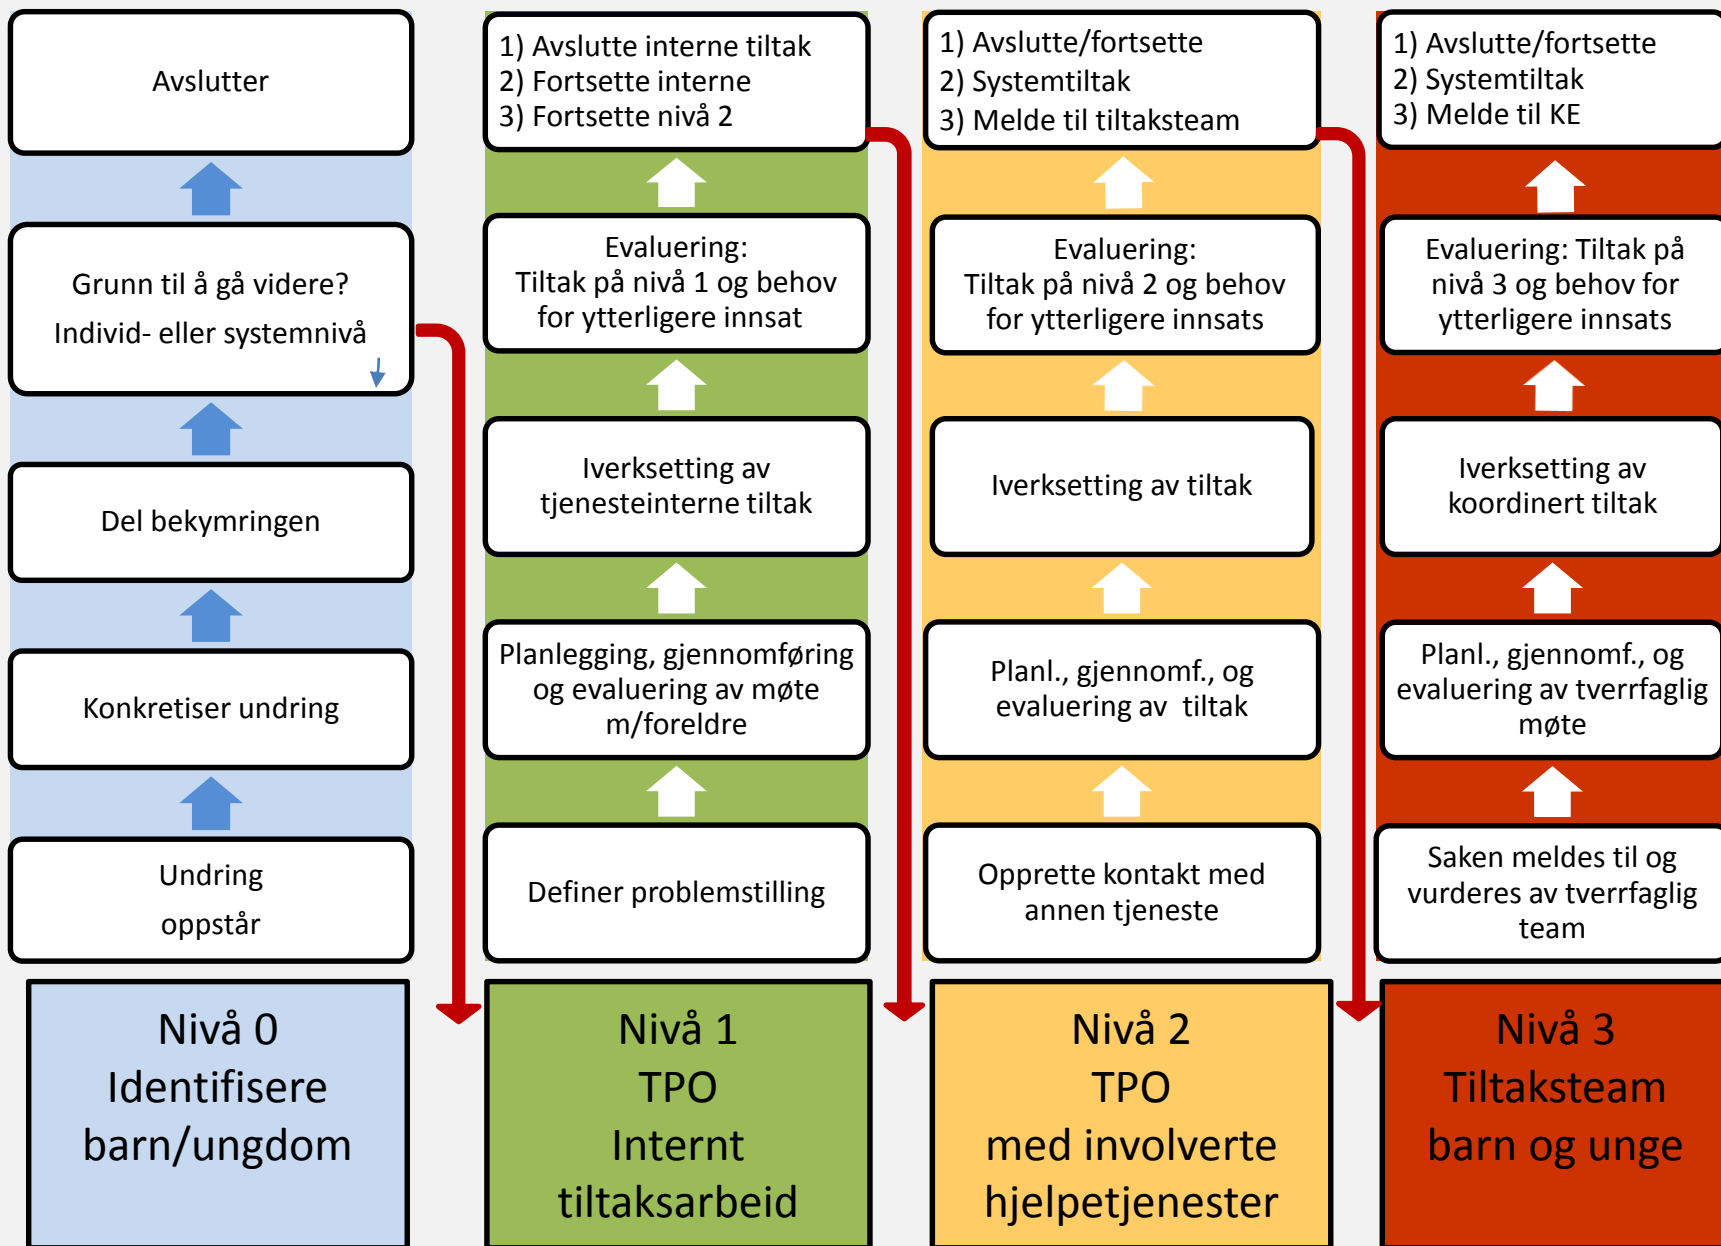 Avslutter
Grunn til å gå videre?
Individ- eller systemnivå
Del bekymringen
Konkretiser undring
Undring
oppstår
Nivå 0
Identifisere
barn/ungdom
1) Avslutte interne tiltak
2) Fortsette interne
3) Fortsette nivå 2
Evaluering:
Tiltak på nivå 1 og behov
for ytterligere innsat
Iverksetting av
tjenesteinterne tiltak
Planlegging, gjennomføring
og evaluering av møte
m/foreldre
Definer problemstilling
Nivå 1
TPO
Internt
tiltaksarbeid
1) Avslutte/fortsette
2) Systemtiltak
3) Melde til tiltaksteam
Evaluering:
Tiltak på nivå 2 og behov
for ytterligere innsats
Iverksetting av tiltak
Planl., gjennomf., og
evaluering av tiltak
Opprette kontakt med
annen tjeneste
Nivå 2
TPO
med involverte
hjelpetjenester
1) Avslutte/fortsette
2) Systemtiltak
3) Melde til KE
Evaluering: Tiltak på
nivå 3 og behov for
ytterligere innsats
Iverksetting av
koordinert tiltak
Planl., gjennomf., og
evaluering av tverrfaglig
møte
Saken meldes til og
vurderes av tverrfaglig
team
Nivå 3
Tiltaksteam
barn og unge